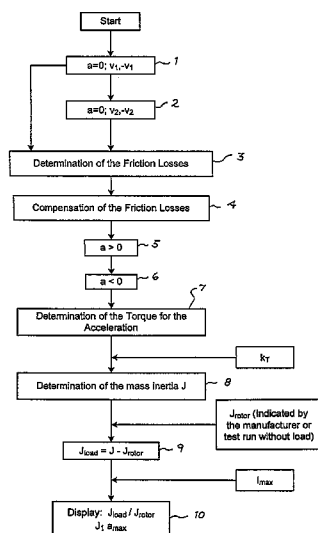 Start
a=0; v1,-v1
1
a=0; v2,-v2
2
Determination of the Friction Losses
3
Compensation of the Friction Losses
4
a > 0
5
a < 0
6
7
Determination of the Torque for the
Acceleration
kT
Determination of the mass inertia J
8
Jrotor (Indicated by
the manufacturer or
test run without load)
Jload = J - Jrotor
9
Imax
Display: Jload / Jrotor
J1 amax
10